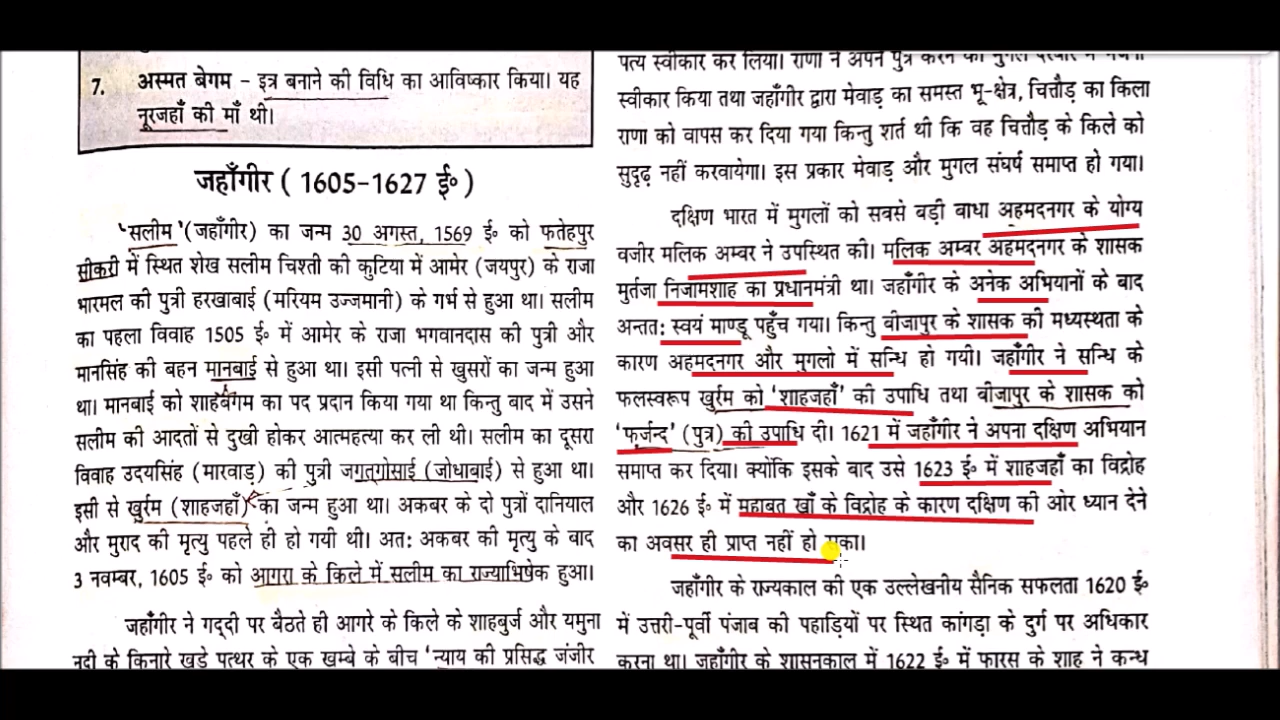 7. अस्मत बेगम – इत्र बनाने की विधि का आविष्कार किया। यह
नूरजहाँ की माँ थी।
जहाँगीर ( 1605-1627 ई० )
'सलीम' (जहाँगीर) का जन्म 30 अगस्त, 1569 ई० को फतेहपुर
सीकरी में स्थित शेख सलीम चिश्ती की कुटिया में आमेर (जयपुर) के राजा
भारमल की पुत्री हरखाबाई (मरियम उज्जमानी) के गर्भ से हुआ था। सलीम
का पहला विवाह 1505 ई० में आमेर के राजा भगवानदास की पुत्री और
मानसिंह की बहन मानबाई से हुआ था। इसी पत्नी से खुसरों का जन्म हुआ
था। मानबाई को शाहबेगम का पद प्रदान किया गया था किन्तु बाद में उसने
सलीम की आदतों से दुखी होकर आत्महत्या कर ली थी। सलीम का दूसरा
विवाह उदयसिंह (मारवाड़) की पुत्री जगतगोसाई (जोधाबाई) से हुआ था।
इसी से खुर्रम (शाहजहाँ) का जन्म हुआ था। अकबर के दो पुत्रों दानियाल
और मुराद की मृत्यु पहले ही हो गयी थी। अत: अकबर की मृत्यु के बाद
3 नवम्बर, 1605 ई० को आगरा के किले में सलीम का राज्याभिषेक हुआ।
जहाँगीर ने गद्दी पर बैठते ही आगरे के किले के शाहबुर्ज और यमुना
नदी के किनारे खड़े पत्थर के एक खम्बे के बीच 'न्याय की प्रसिद्ध जंजीर
पत्य स्वीकार कर लिया। राणा ने अपने पुत्र करन को मुगल दरबार में भेजना
स्वीकार किया तथा जहाँगीर द्वारा मेवाड़ का समस्त भू-क्षेत्र, चित्तौड़ का किला
राणा को वापस कर दिया गया किन्तु शर्त थी कि वह चित्तौड़ के किले को
सुदृढ़ नहीं करवायेगा। इस प्रकार मेवाड़ और मुगल संघर्ष समाप्त हो गया।
दक्षिण भारत में मुगलों को सबसे बड़ी बाधा अहमदनगर के योग्य
वजीर मलिक अम्बर ने उपस्थित की। मलिक अम्बर अहमदनगर के शासक
मुर्तजा निजामशाह का प्रधानमंत्री था। जहाँगीर के अनेक अभियानों के बाद
अन्तत: स्वयं माण्डू पहुँच गया। किन्तु बीजापुर के शासक की मध्यस्थता के
कारण अहमदनगर और मुगलो में सन्धि हो गयी। जहाँगीर ने सन्धि के
फलस्वरूप खुर्रम को 'शाहजहाँ' की उपाधि तथा बीजापुर के शासक को
'फर्जन्द' (पुत्र) की उपाधि दी। 1621 में जहाँगीर ने अपना दक्षिण अभियान
समाप्त कर दिया। क्योंकि इसके बाद उसे 1623 ई० में शाहजहाँ का विद्रोह
और 1626 ई० में महाबत खाँ के विद्रोह के कारण दक्षिण की ओर ध्यान देने
का अवसर ही प्राप्त नहीं हो सका।
जहाँगीर के राज्यकाल की एक उल्लेखनीय सैनिक सफलता 1620 ई०
में उत्तरी-पूर्वी पंजाब की पहाड़ियों पर स्थित कांगड़ा के दुर्ग पर अधिकार
करना था। जहाँगीर के शासनकाल में 1622 ई० में फारस के शाह ने कन्ध